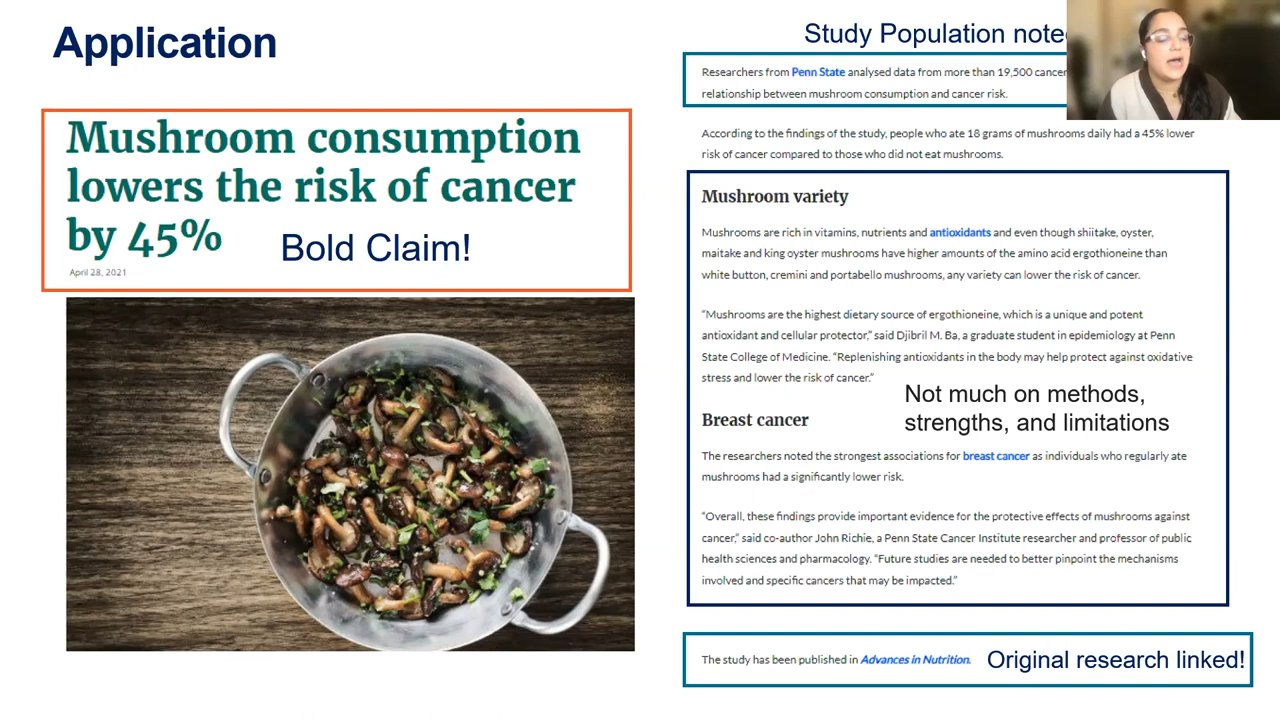 Application
Mushroom consumption
lowers the risk of cancer
by 45%
Bold Claim!
April 28, 2021
Study Population
Researchers from Penn State analysed data from more than 19,500 cancer
relationship between mushroom consumption and cancer risk.
According to the findings of the study, people who ate 18 grams of mushrooms daily had a 45% lower
risk of cancer compared to those who did not eat mushrooms.
Mushroom variety
Mushrooms are rich in vitamins, nutrients and antioxidants and even though shiitake, oyster,
maitake and king oyster mushrooms have higher amounts of the amino acid ergothioneine than
white button, cremini and portabello mushrooms, any variety can lower the risk of cancer.
“Mushrooms are the highest dietary source of ergothioneine, which is a unique and potent
antioxidant and cellular protector,” said Djibril M. Ba, a graduate student in epidemiology at Penn
State College of Medicine. “Replenishing antioxidants in the body may help protect against oxidative
stress and lower the risk of cancer.”
Not much on methods,
strengths, and limitations
Breast cancer
The researchers noted the strongest associations for breast cancer as individuals who regularly ate
mushrooms had a significantly lower risk.
“Overall, these findings provide important evidence for the protective effects of mushrooms against
cancer,” said co-author John Richie, a Penn State Cancer Institute researcher and professor of public
health sciences and pharmacology. “Future studies are needed to better pinpoint the mechanisms
involved and specific cancers that may be impacted.”
The study has been published in Advances in Nutrition.
Original research linked!